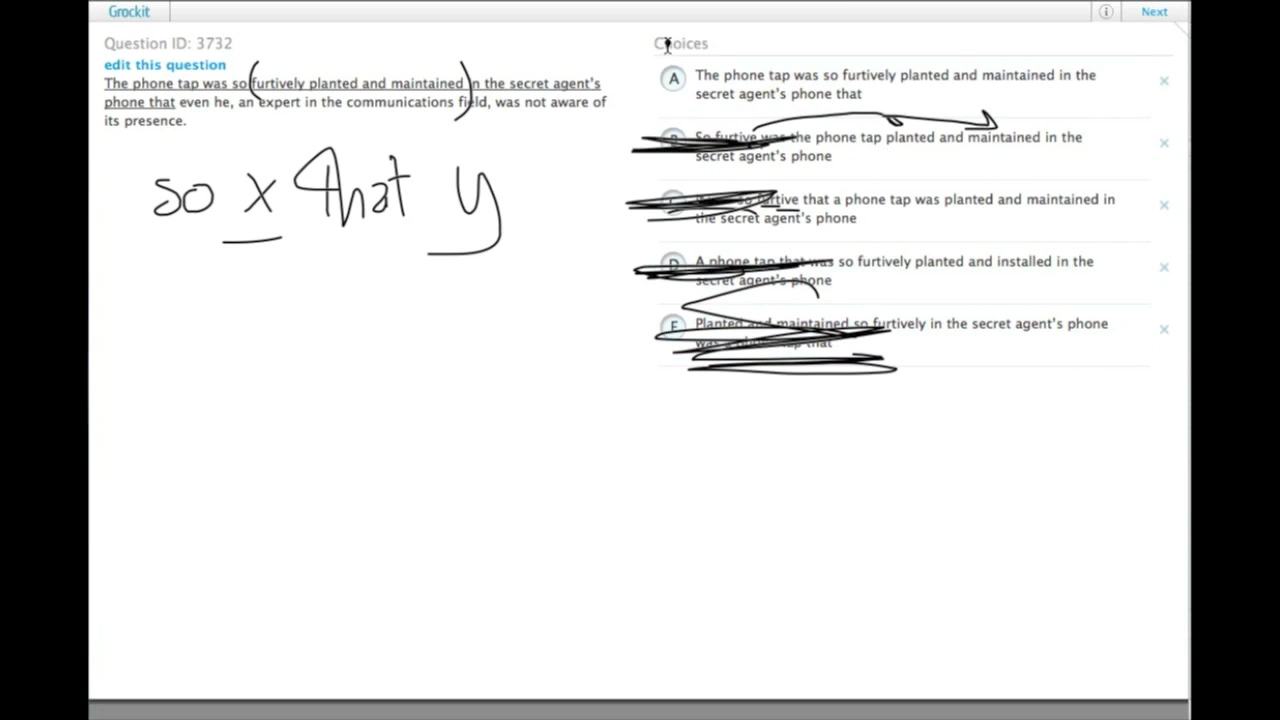 Grockit
Next
Question ID: 3732
edit this question
The phone tap was so furtively planted and maintained in the secret agent's
phone that even he, an expert in the communications field, was not aware of
its presence.
so x that y
Choices
A The phone tap was so furtively planted and maintained in the
secret agent's phone that
B So furtive was the phone tap planted and maintained in the
secret agent's phone
so furtive that a phone tap was planted and maintained in
the secret agent's phone
D A phone tap that was so furtively planted and installed in the
secret agent's phone
E Planted and maintained so furtively in the secret agent's phone
was a phone tap that